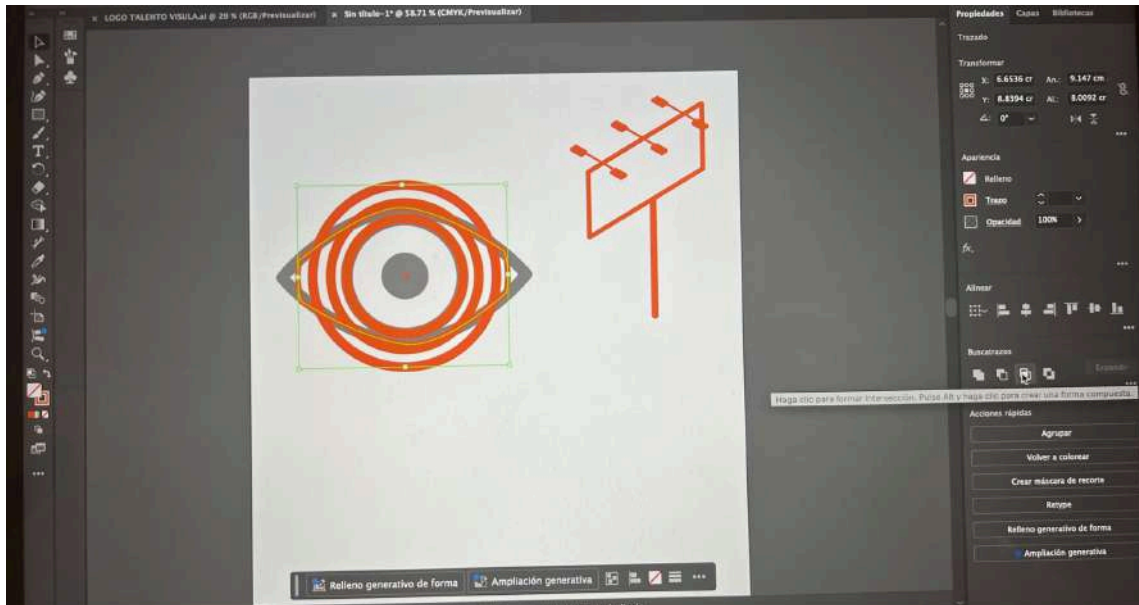 × LOGO TALENTO VISULA.ai @ 20 % (RGB/Previsualizar)
× Sin título-1* @ 58.71 % (CMYK/Previsualizar)
Propiedades Capas Bibliotecas
Trazado
Transformar
X: 6.6536 cr An.: 9.147 cm
Y: 8.8394 cr Al.: 8.0092 cr
0°
Apariencia
Relleno
Trazo
Opacidad 100%
fx.
Alinear
Buscatrazos
Expandir
Haga clic para formar intersección. Pulse Alt y haga clic para crear una forma compuesta.
Acciones rápidas
Agrupar
Volver a colorear
Crear máscara de recorte
Retype
Relleno generativo de forma
Ampliación generativa
Relleno generativo de forma Ampliación generativa